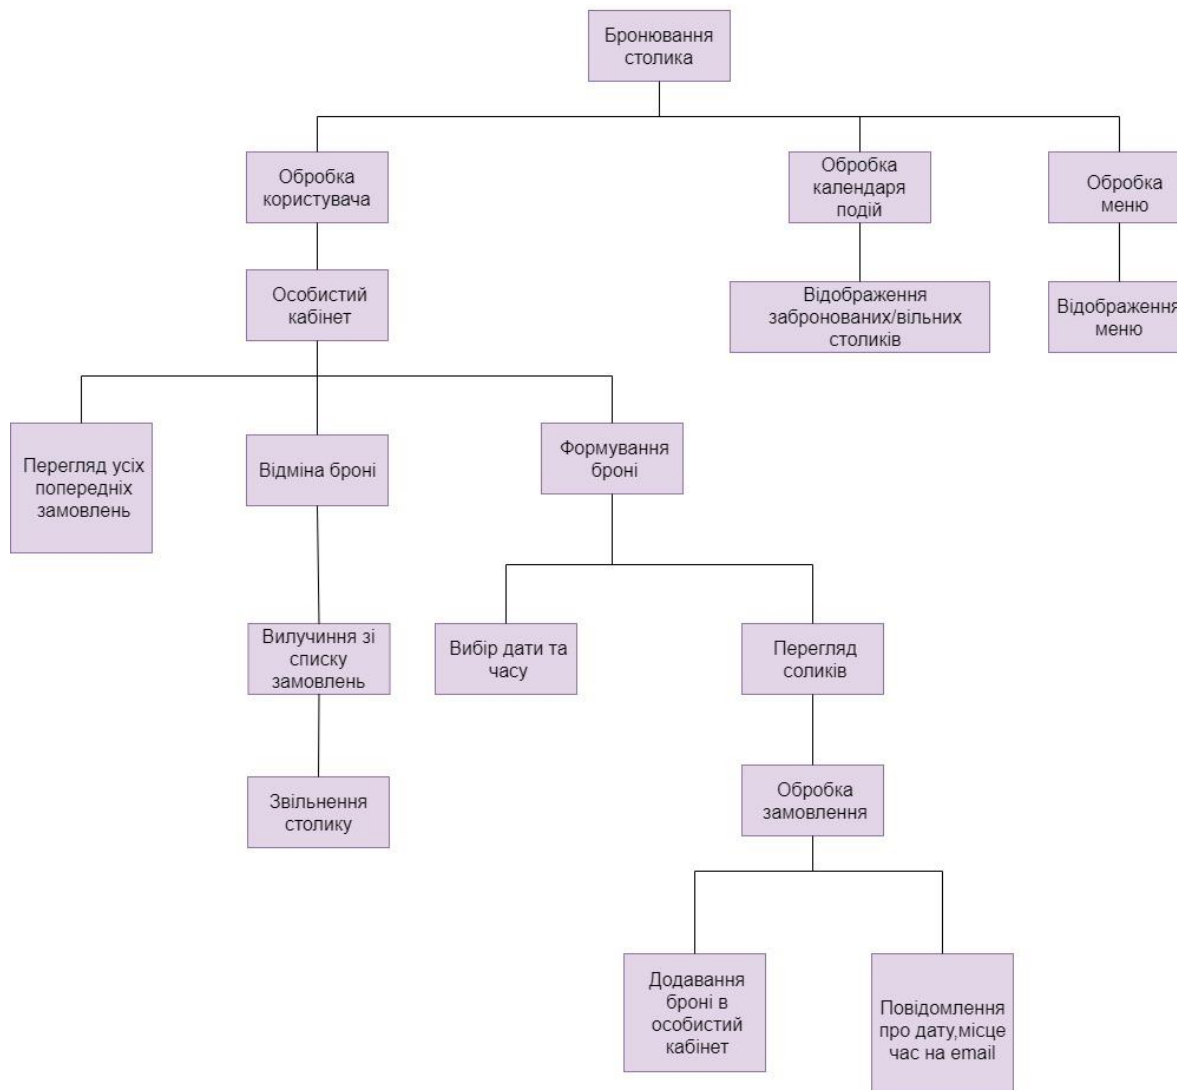 Бронювання
столика
Обробка
користувача
Обробка
календаря
подій
Обробка
меню
Особистий
кабінет
Відображення
забронованих/вільних
столиків
Відображення
меню
Перегляд усіх
попередніх
замовлень
Відміна броні
Формування
броні
Вилучиння зі
списку
замовлень
Вибір дати та
часу
Перегляд
соликів
Звільнення
столику
Обробка
замовлення
Додавання
броні в
особистий
кабінет
Повідомлення
про дату,місце
час на email